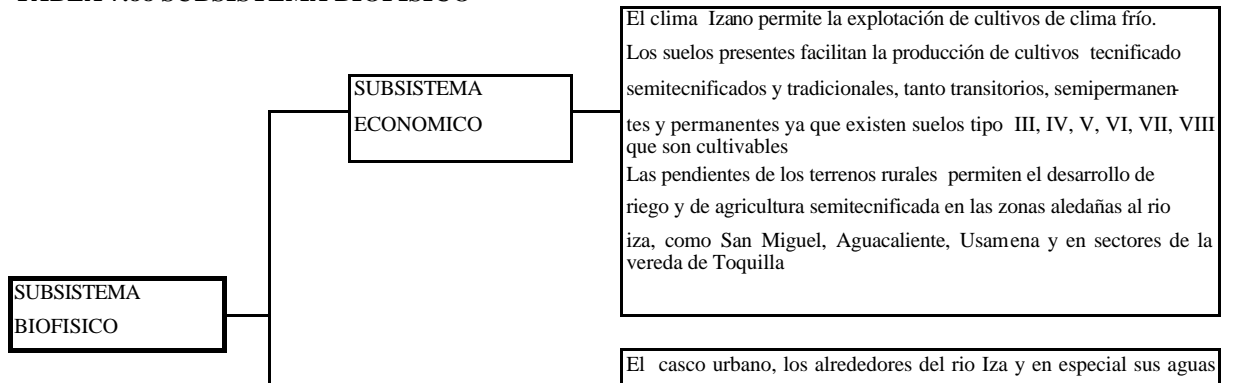 SUBSISTEMA
BIOFISICO
SUBSISTEMA
ECONOMICO
El clima Izano permite la explotación de cultivos de clima frío.
Los suelos presentes facilitan la producción de cultivos tecnificado
semitecnificados y tradicionales, tanto transitorios, semipermanen-
tes y permanentes ya que existen suelos tipo III, IV, V, VI, VII, VIII
que son cultivables
Las pendientes de los terrenos rurales permiten el desarrollo de
riego y de agricultura semitecnificada en las zonas aledañas al rio
iza, como San Miguel, Aguacaliente, Usamena y en sectores de la
vereda de Toquilla
El casco urbano, los alrededores del rio Iza y en especial sus aguas